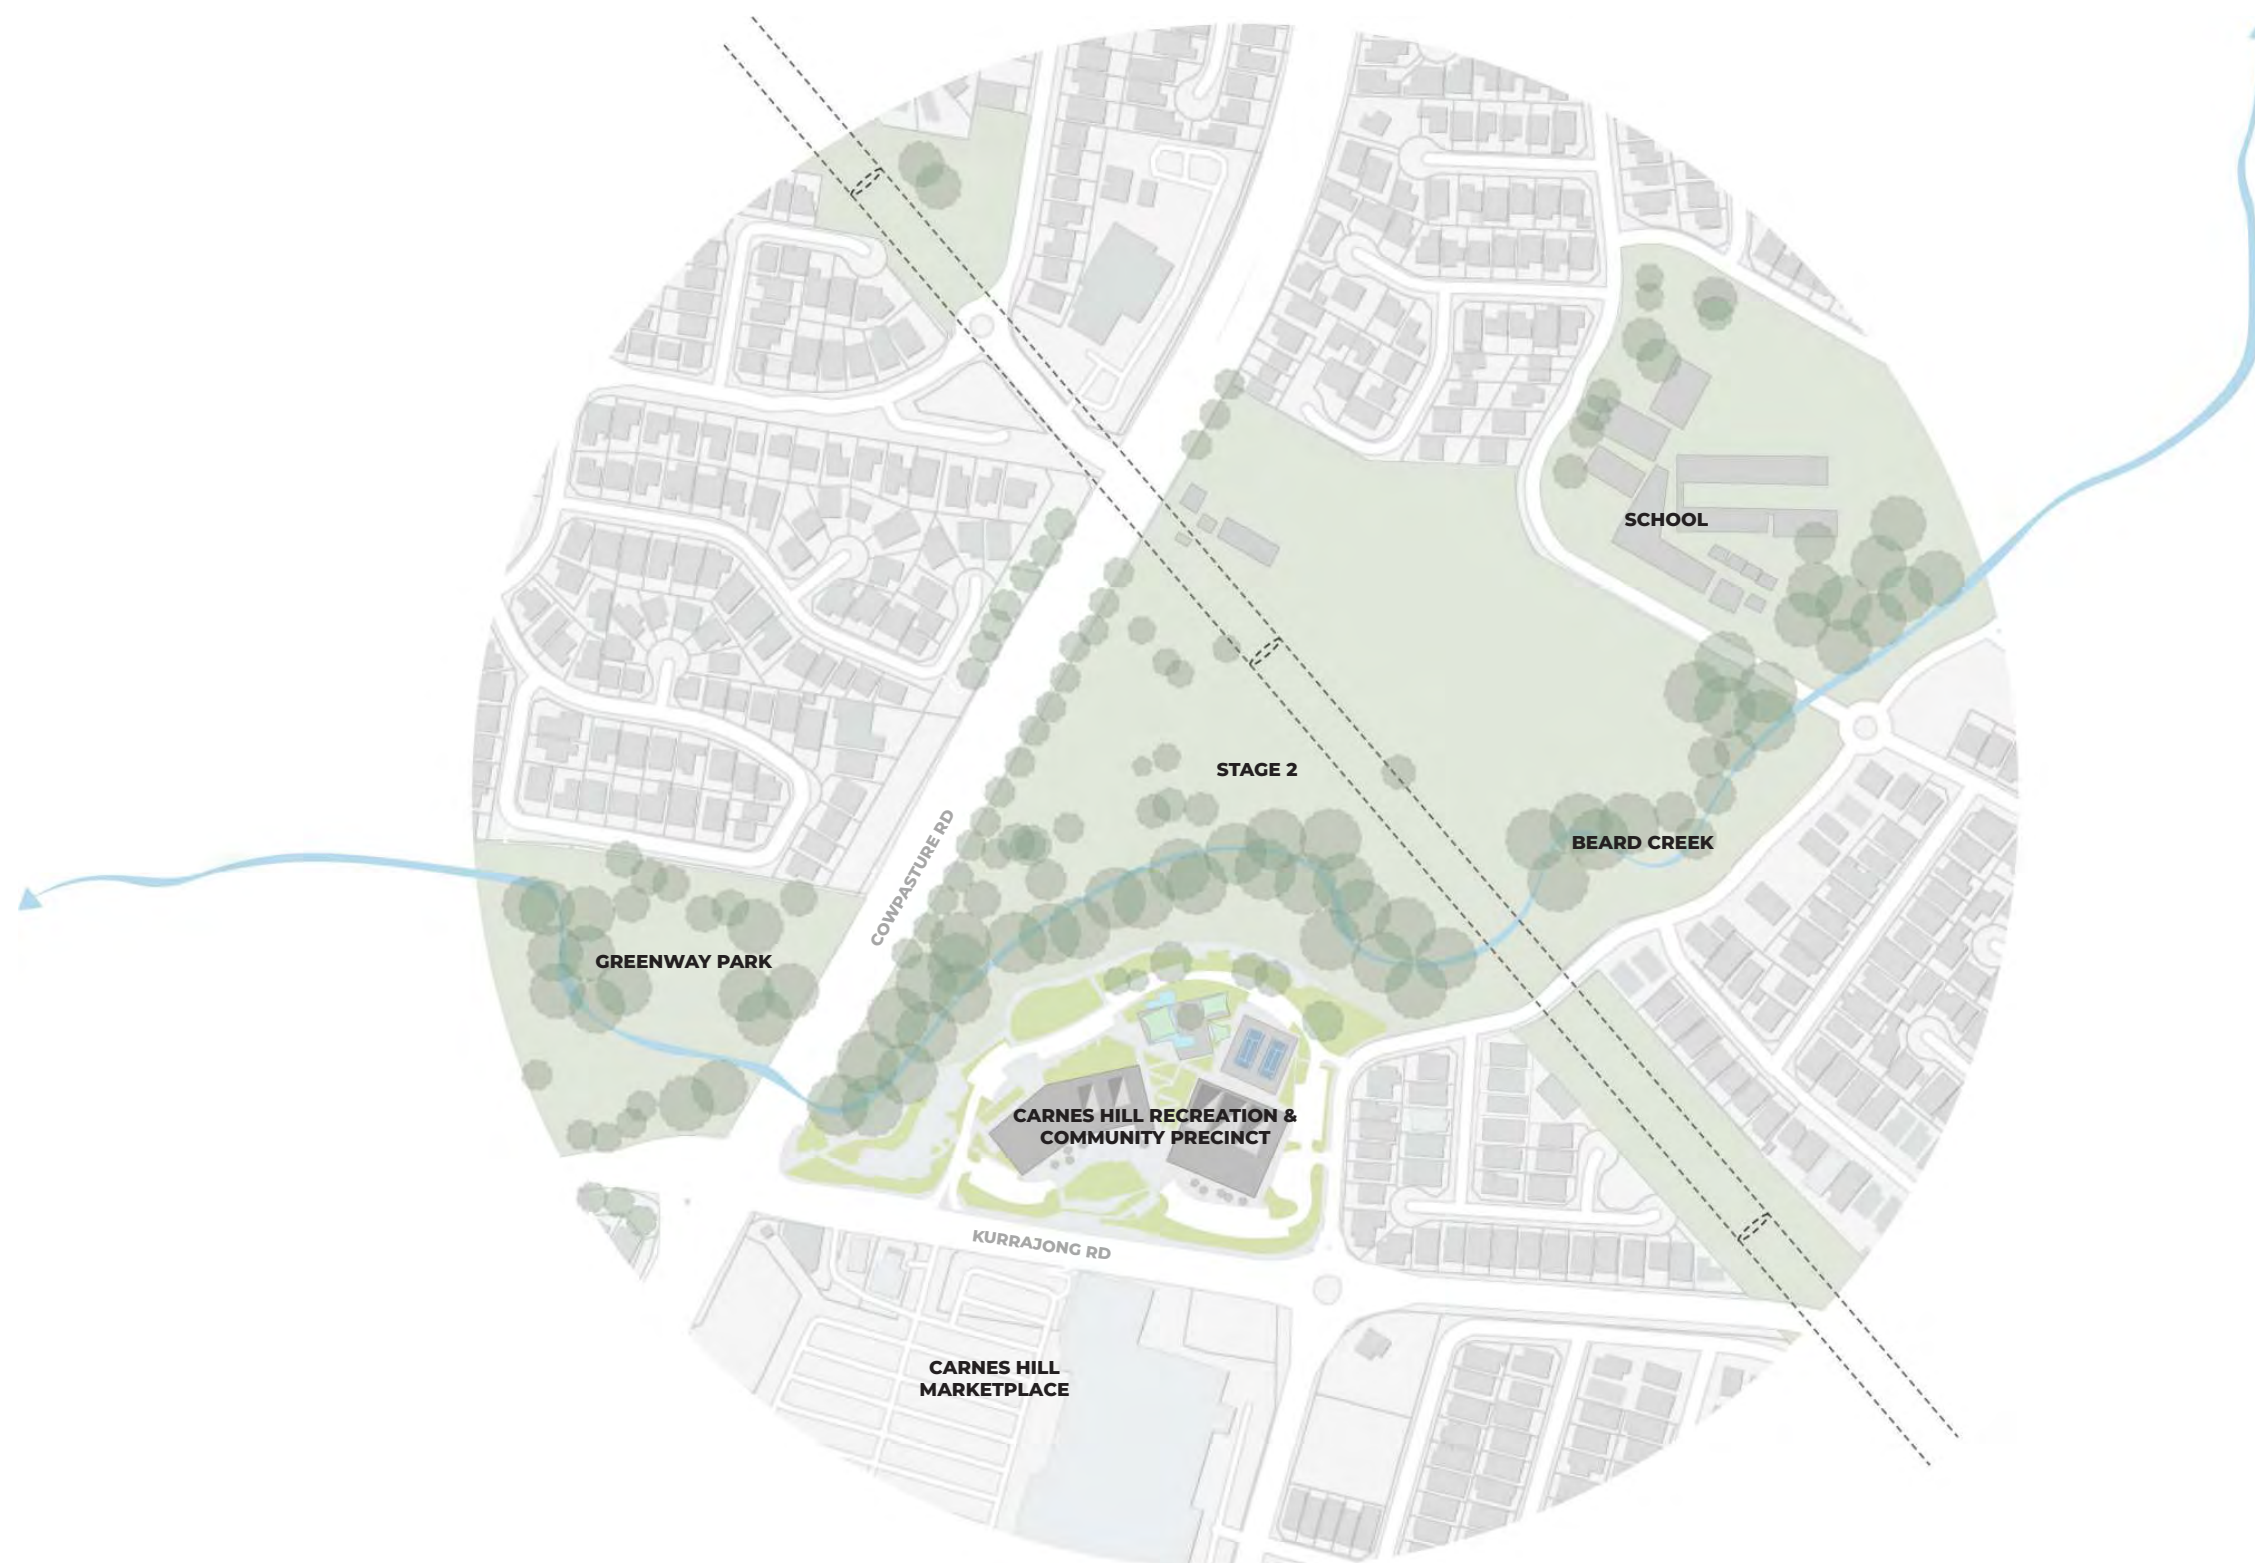 SCHOOL
STAGE 2
BEARD CREEK
COWPASTURE RD
GREENWAY PARK
CARNES HILL RECREATION &
COMMUNITY PRECINCT
KURRAJONG RD
CARNES HILL
MARKETPLACE